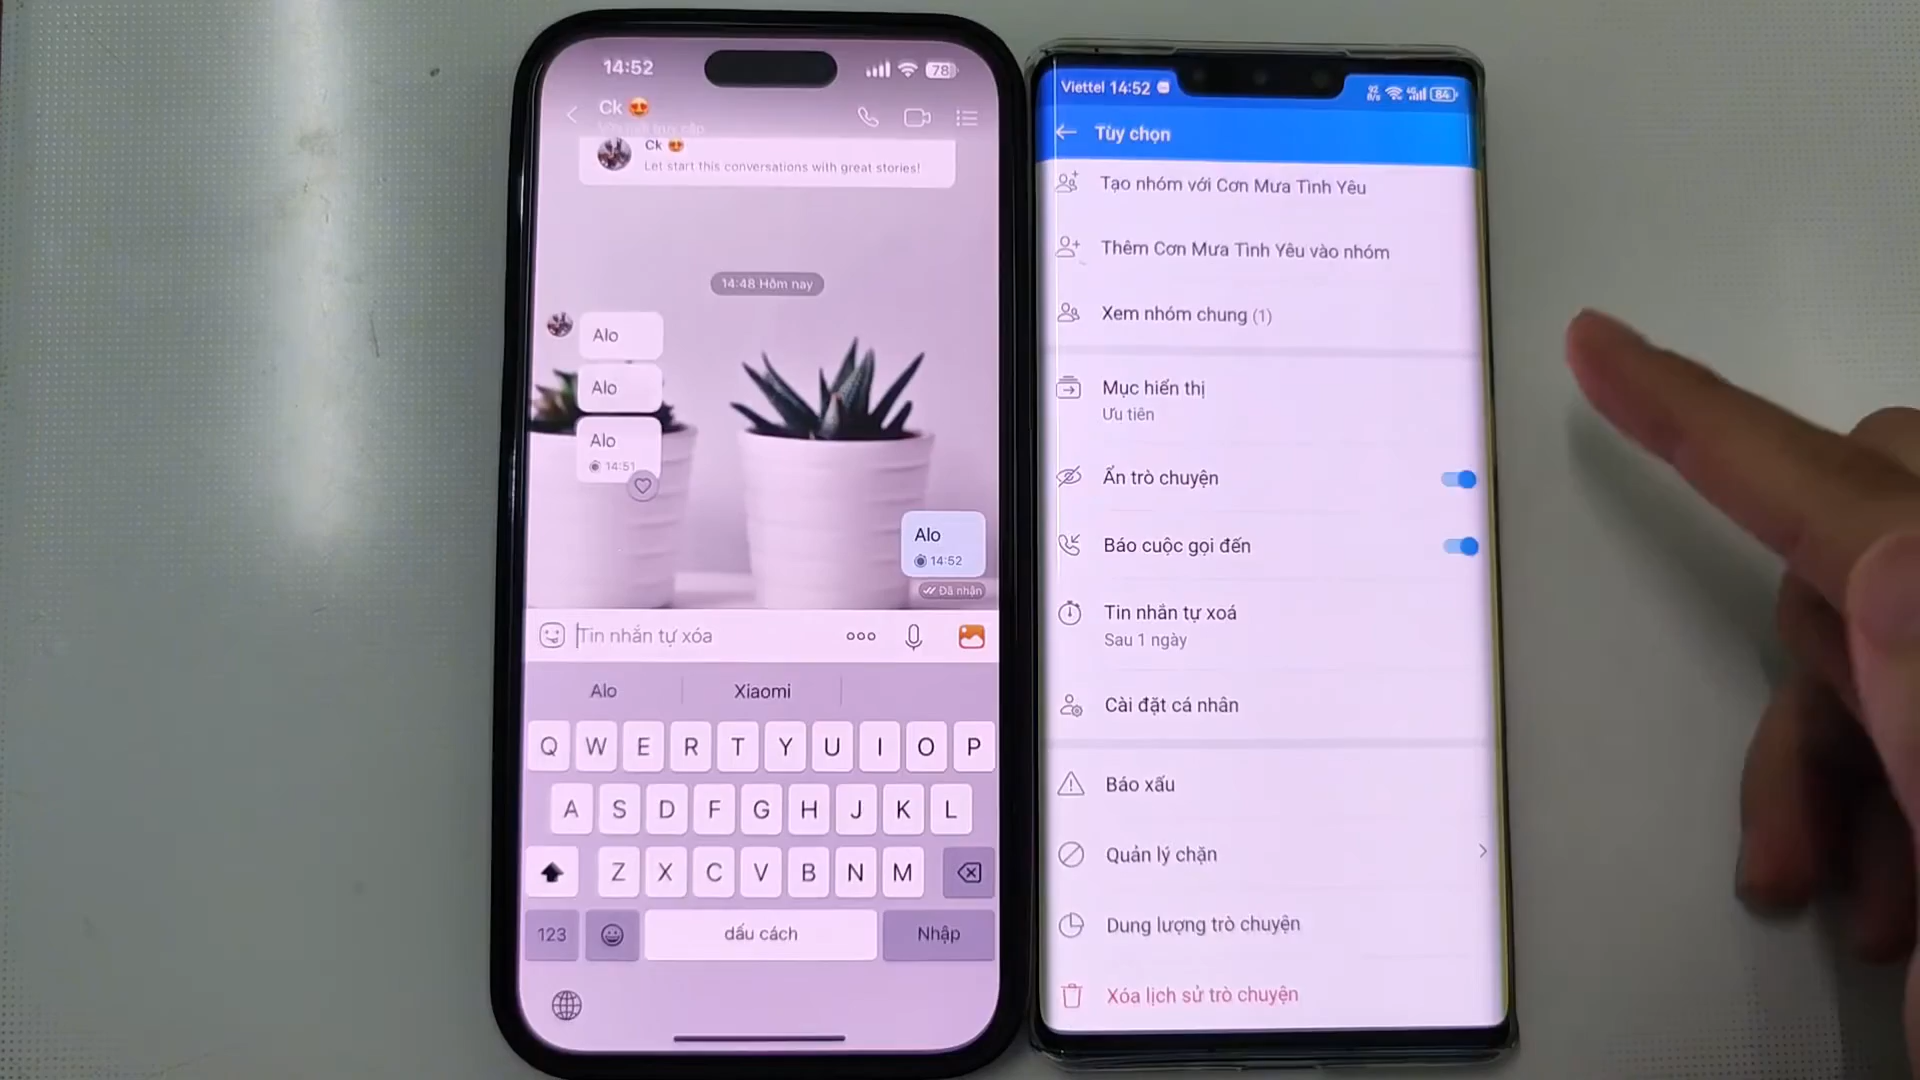 14:52
78
Ck 😍
Ck 😍
Let start this conversations with great stories!
14:48 Hôm nay
Alo
Alo
Alo
14:51
Alo
14:52
Đã nhận
Tin nhắn tự xóa
Alo
Xiaomi
Q W E R T Y U I O P
A S D F G H J K L
Z X C V B N M
123
dấu cách
Nhập
Viettel 14:52
84
Tùy chọn
Tạo nhóm với Cơn Mưa Tình Yêu
Thêm Cơn Mưa Tình Yêu vào nhóm
Xem nhóm chung (1)
Mục hiển thị
Ưu tiên
Ẩn trò chuyện
Báo cuộc gọi đến
Tin nhắn tự xoá
Sau 1 ngày
Cài đặt cá nhân
Báo xấu
Quản lý chặn
Dung lượng trò chuyện
Xóa lịch sử trò chuyện